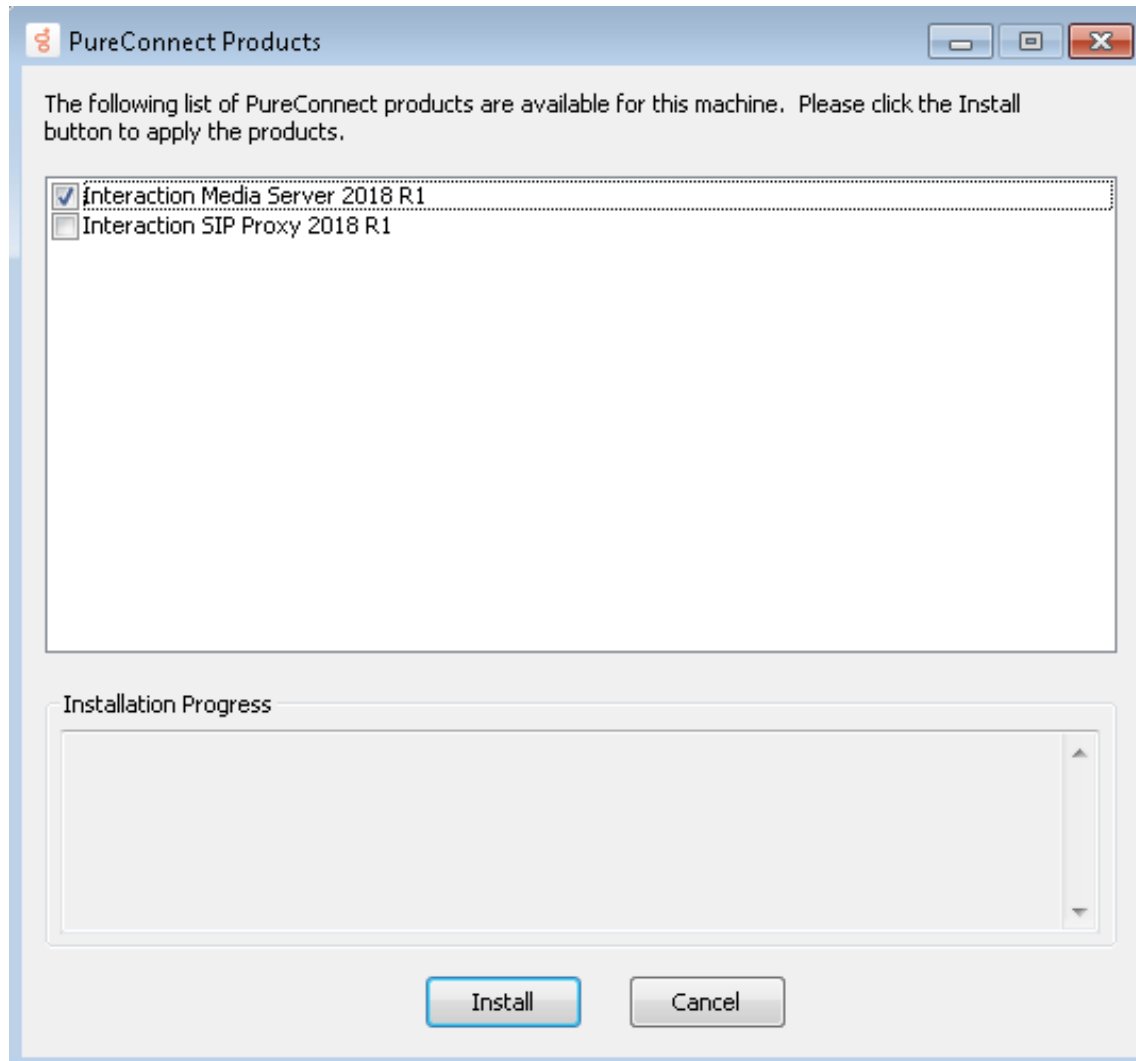 PureConnect Products
The following list of PureConnect products are available for this machine.  Please click the Install
button to apply the products.
Interaction Media Server 2018 R1
Interaction SIP Proxy 2018 R1
Installation Progress
Install
Cancel